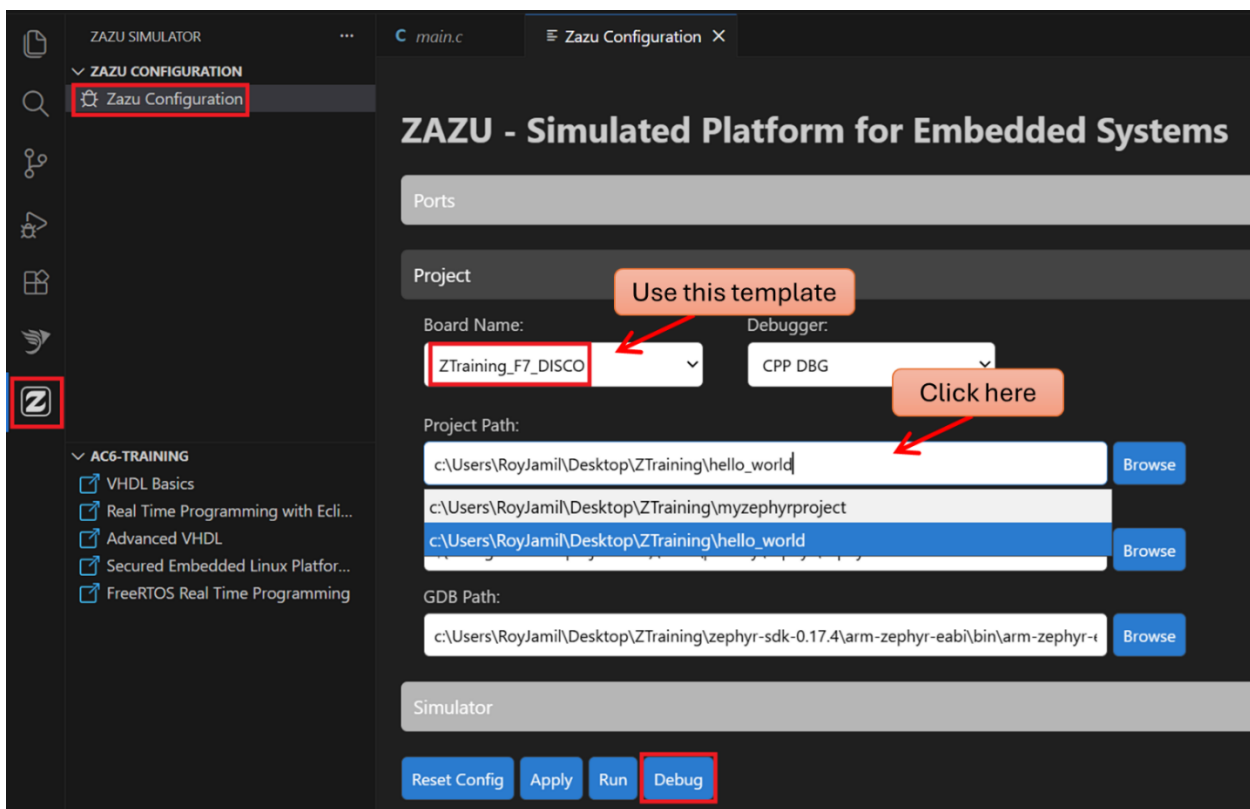 ZAZU SIMULATOR
ZAZU CONFIGURATION
Zazu Configuration
Z
AC6-TRAINING
VHDL Basics
Real Time Programming with Ecli...
Advanced VHDL
Secured Embedded Linux Platfor...
FreeRTOS Real Time Programming
C main.c
Zazu Configuration
ZAZU - Simulated Platform for Embedded Systems
Ports
Project
Use this template
Board Name:
Debugger:
ZTraining_F7_DISCO
CPP DBG
Click here
Project Path:
c:\Users\RoyJamil\Desktop\ZTraining\hello_world
Browse
c:\Users\RoyJamil\Desktop\ZTraining\myzephyrproject
c:\Users\RoyJamil\Desktop\ZTraining\hello_world
Browse
GDB Path:
c:\Users\RoyJamil\Desktop\ZTraining\zephyr-sdk-0.17.4\arm-zephyr-eabi\bin\arm-zephyr-e
Browse
Simulator
Reset Config
Apply
Run
Debug